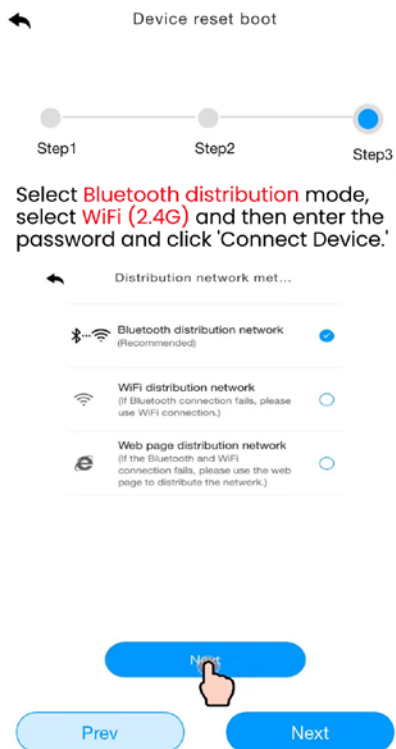 Device reset boot
Step1
Step2
Step3
Select Bluetooth distribution mode,
select WiFi (2.4G) and then enter the
password and click 'Connect Device.'
Distribution network met...
Bluetooth distribution network
(Recommended)
WiFi distribution network
(If Bluetooth connection fails, please
use WiFi connection.)
Web page distribution network
(If the Bluetooth and WiFi
connection fails, please use the web
page to distribute the network.)
Next
Prev
Next